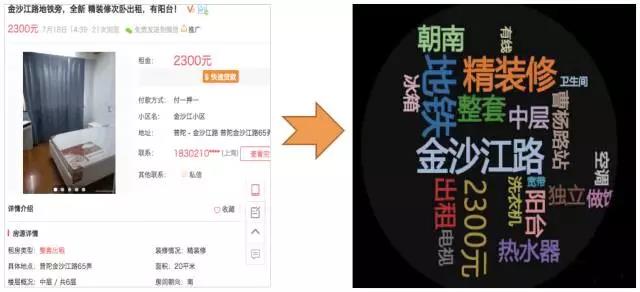 金沙江路地铁旁，全新 精装修次卧出租，有阳台！
2300元 7月18日 14:39 21次浏览 免费发送到微信 推广
租金： 2300元
$ 快速贷款
付款方式： 付一押一
小区名： 金沙江小区
地址： 普陀 - 金沙江路 普陀金沙江路65弄
联系： 1830210**** (上海) 查看完
其他联系： 私信
详情介绍
收藏
房源详情
租房类型： 整套出租 装修情况： 精装修
具体地点： 普陀金沙江路65弄 面积： 20平米
楼层概况： 中层 / 共6层 房间朝向： 南
朝南
有线
冰箱
地铁
精装修
卫生间
整套
中层
曹杨路站
金沙江路
空调
出租
电视
2300元
洗衣机
宽带
阳台
独立
热水器